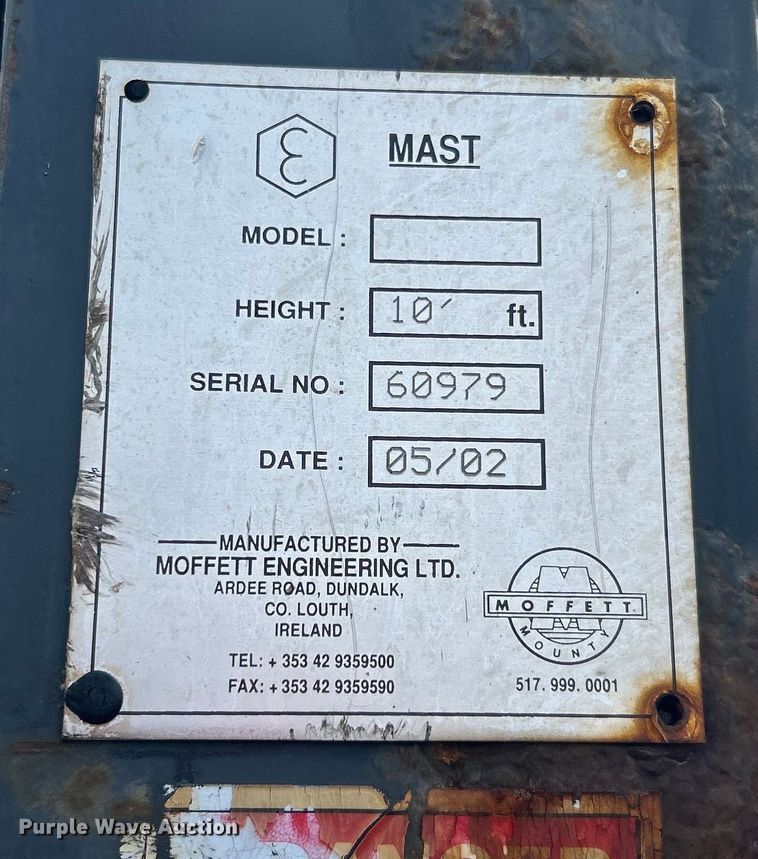 Ɛ MAST
MODEL :
HEIGHT : 10′ ft.
SERIAL NO : 60979
DATE : 05/02
MANUFACTURED BY
MOFFETT ENGINEERING LTD.
ARDEE ROAD, DUNDALK,
CO. LOUTH,
IRELAND
TEL: + 353 42 9359500
FAX: + 353 42 9359590
MOFFETT
MOUNTY
517. 999. 0001
Purple Wave Auction